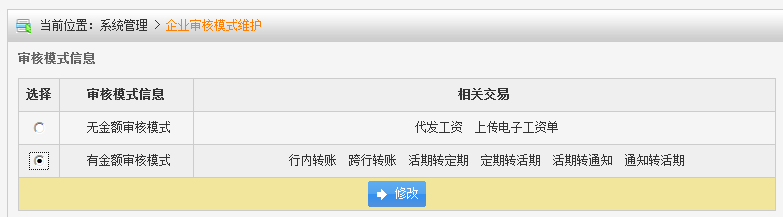 当前位置：系统管理 > 企业审核模式维护
审核模式信息
选择 审核模式信息 相关交易
无金额审核模式 代发工资 上传电子工资单
有金额审核模式 行内转账 跨行转账 活期转定期 定期转活期 活期转通知 通知转活期
修改